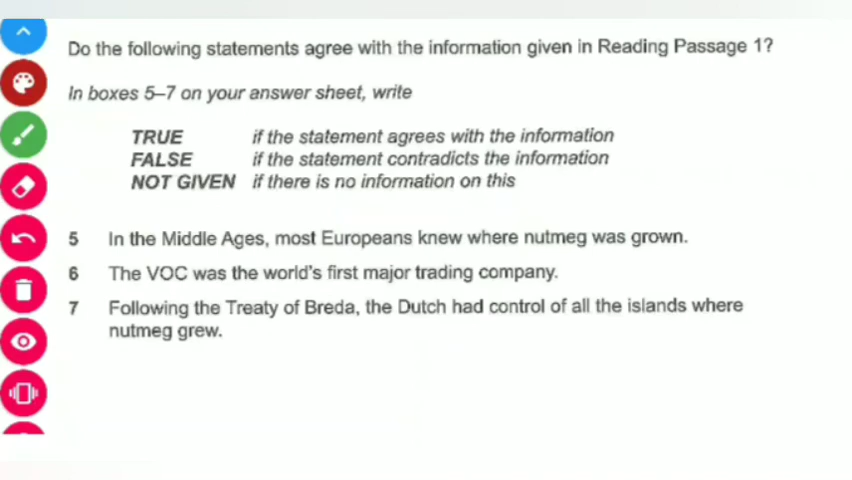 Do the following statements agree with the information given in Reading Passage 1?
In boxes 5–7 on your answer sheet, write
TRUE if the statement agrees with the information
FALSE if the statement contradicts the information
NOT GIVEN if there is no information on this
5 In the Middle Ages, most Europeans knew where nutmeg was grown.
6 The VOC was the world's first major trading company.
7 Following the Treaty of Breda, the Dutch had control of all the islands where
nutmeg grew.